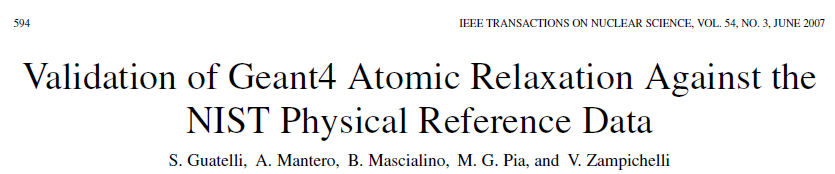 594
IEEE TRANSACTIONS ON NUCLEAR SCIENCE, VOL. 54, NO. 3, JUNE 2007
Validation of Geant4 Atomic Relaxation Against the
NIST Physical Reference Data
S. Guatelli, A. Mantero, B. Mascialino, M. G. Pia, and V. Zampichelli